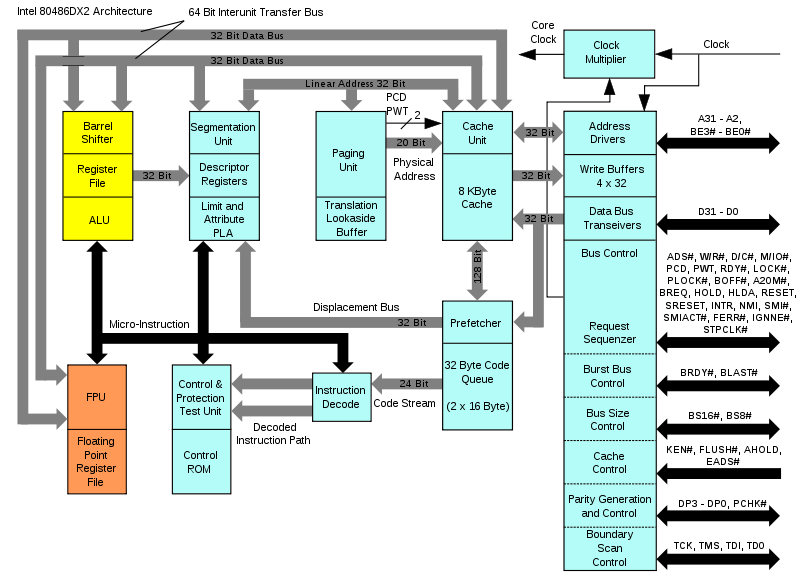 Intel 80486DX2 Architecture
64 Bit Interunit Transfer Bus
32 Bit Data Bus
32 Bit Data Bus
Linear Address 32 Bit
PCD
PWT
2
Core
Clock
Clock
Multiplier
Clock
Barrel
Shifter
Register
File
ALU
32 Bit
Segmentation
Unit
Descriptor
Registers
Limit and
Attribute
PLA
Paging
Unit
Translation
Lookaside
Buffer
20 Bit
Physical
Address
Cache
Unit
8 KByte
Cache
32 Bit
32 Bit
32 Bit
128 Bit
Address
Drivers
Write Buffers
4 x 32
Data Bus
Transeivers
Bus Control
Request
Sequenzer
Burst Bus
Control
Bus Size
Control
Cache
Control
Parity Generation
and Control
Boundary
Scan
Control
A31 - A2,
BE3# - BE0#
D31 - D0
ADS#, W/R#, D/C#, M/IO#,
PCD, PWT, RDY#, LOCK#,
PLOCK#, BOFF#, A20M#,
BREQ, HOLD, HLDA, RESET,
SRESET, INTR, NMI, SMI#,
SMIACT#, FERR#, IGNNE#,
STPCLK#
BRDY#, BLAST#
BS16#, BS8#
KEN#, FLUSH#, AHOLD,
EADS#
DP3 - DP0, PCHK#
TCK, TMS, TDI, TD0
Displacement Bus
32 Bit
Prefetcher
32 Byte Code
Queue
(2 x 16 Byte)
Micro-Instruction
24 Bit
Code Stream
Instruction
Decode
Decoded
Instruction Path
Control &
Protection
Test Unit
Control
ROM
FPU
Floating
Point
Register
File